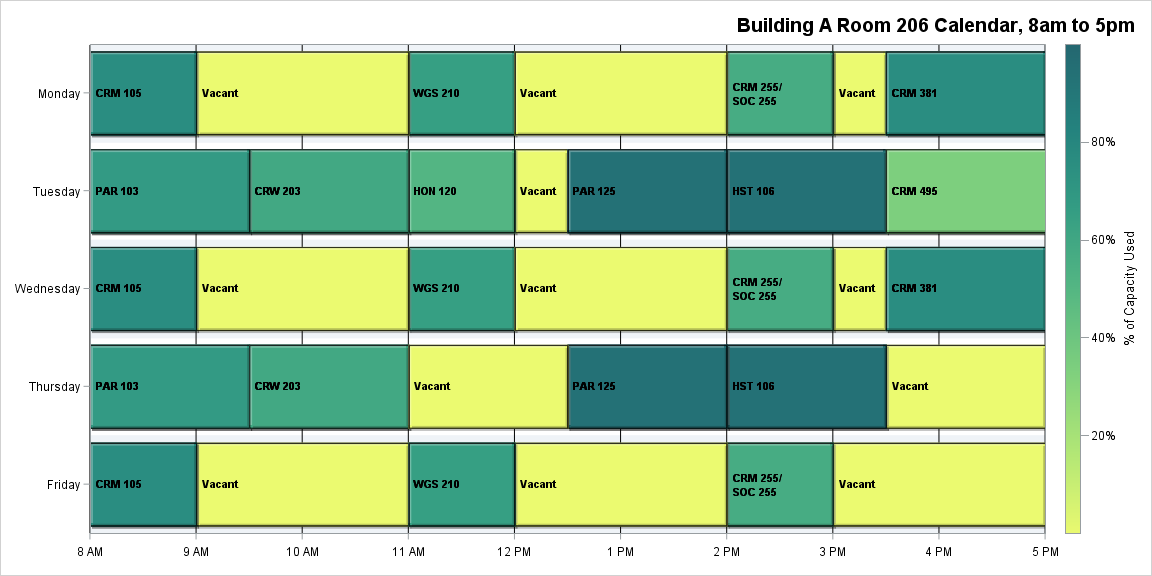 Building A Room 206 Calendar, 8am to 5pm
Monday
CRM 105
Vacant
WGS 210
Vacant
CRM 255/
SOC 255
Vacant
CRM 381
Tuesday
PAR 103
CRW 203
HON 120
Vacant
PAR 125
HST 106
CRM 495
Wednesday
CRM 105
Vacant
WGS 210
Vacant
CRM 255/
SOC 255
Vacant
CRM 381
Thursday
PAR 103
CRW 203
Vacant
PAR 125
HST 106
Vacant
Friday
CRM 105
Vacant
WGS 210
Vacant
CRM 255/
SOC 255
Vacant
8 AM
9 AM
10 AM
11 AM
12 PM
1 PM
2 PM
3 PM
4 PM
5 PM
80%
60%
40%
20%
% of Capacity Used